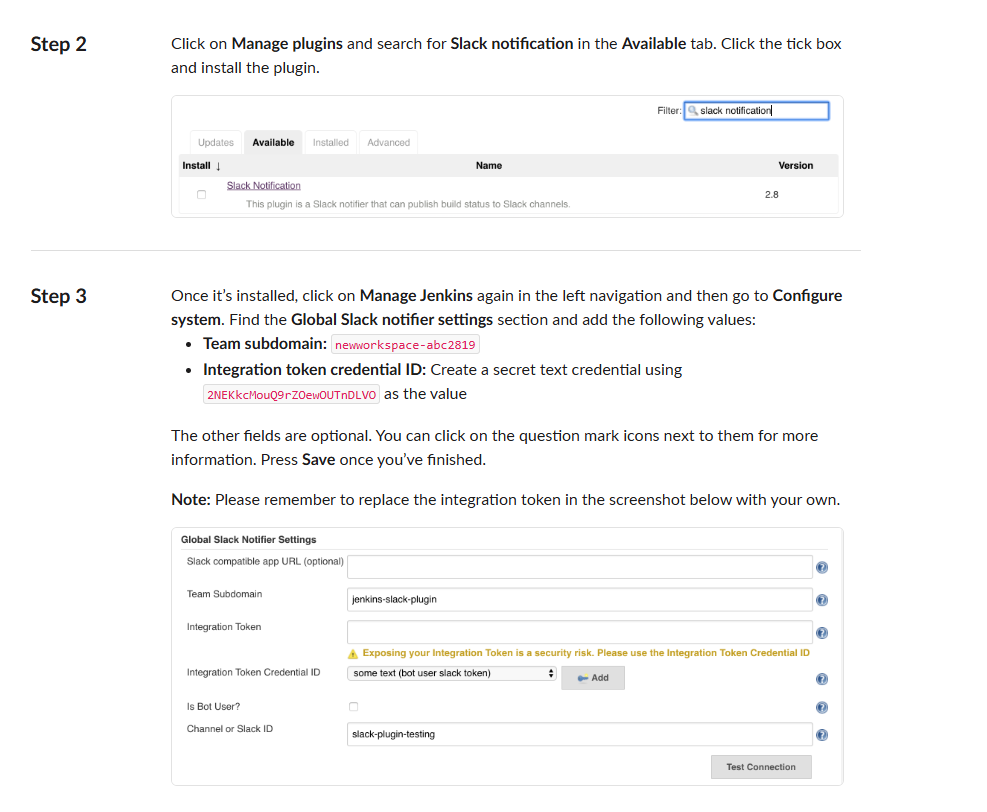 Step 2
Click on Manage plugins and search for Slack notification in the Available tab. Click the tick box
and install the plugin.
Filter: slack notification
Updates Available Installed Advanced
Install ↓ Name Version
Slack Notification
2.8
This plugin is a Slack notifier that can publish build status to Slack channels.
Step 3
Once it's installed, click on Manage Jenkins again in the left navigation and then go to Configure
system. Find the Global Slack notifier settings section and add the following values:
• Team subdomain: newworkspace-abc2819
• Integration token credential ID: Create a secret text credential using
2NEKkcMouQ9rZOewOUTnDLVO as the value
The other fields are optional. You can click on the question mark icons next to them for more
information. Press Save once you've finished.
Note: Please remember to replace the integration token in the screenshot below with your own.
Global Slack Notifier Settings
Slack compatible app URL (optional)
Team Subdomain jenkins-slack-plugin
Integration Token
Exposing your Integration Token is a security risk. Please use the Integration Token Credential ID
Integration Token Credential ID some text (bot user slack token) Add
Is Bot User?
Channel or Slack ID slack-plugin-testing
Test Connection